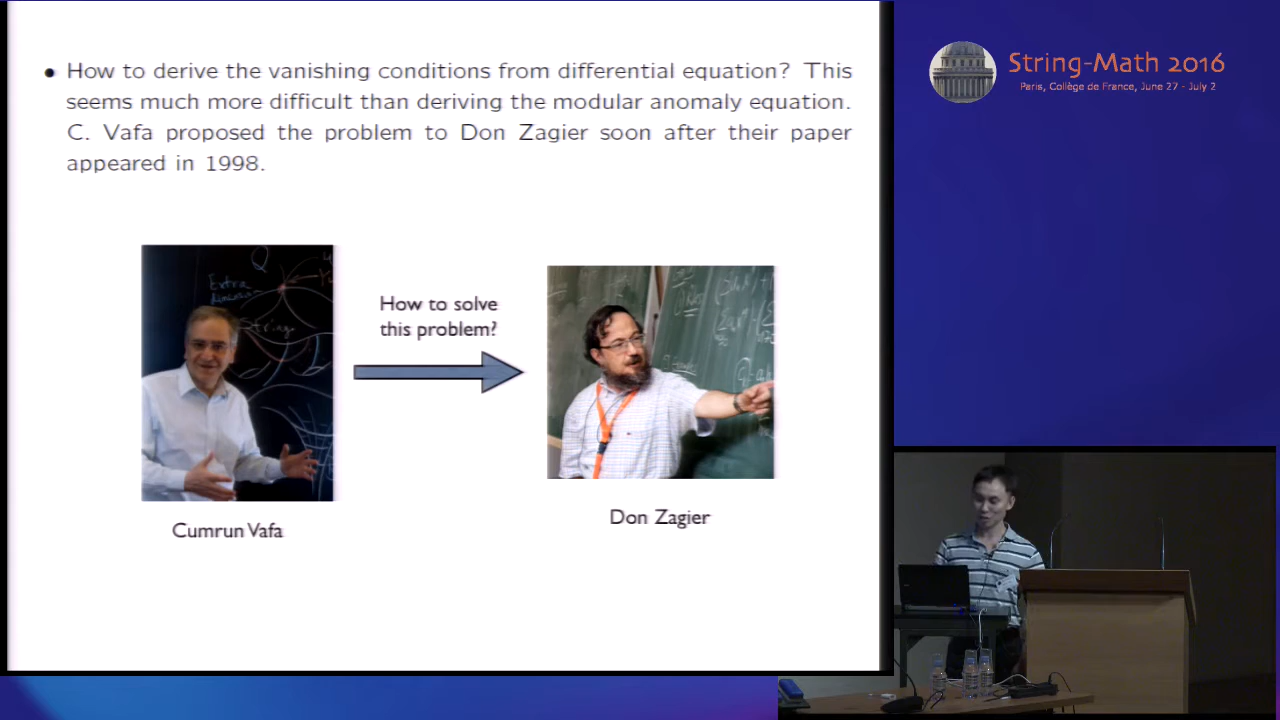 • How to derive the vanishing conditions from differential equation? This
seems much more difficult than deriving the modular anomaly equation.
C. Vafa proposed the problem to Don Zagier soon after their paper
appeared in 1998.
String-Math 2016
Paris, Collège de France, June 27 - July 2
Q
Extra
String
How to solve
this problem?
Cumrun Vafa
Don Zagier